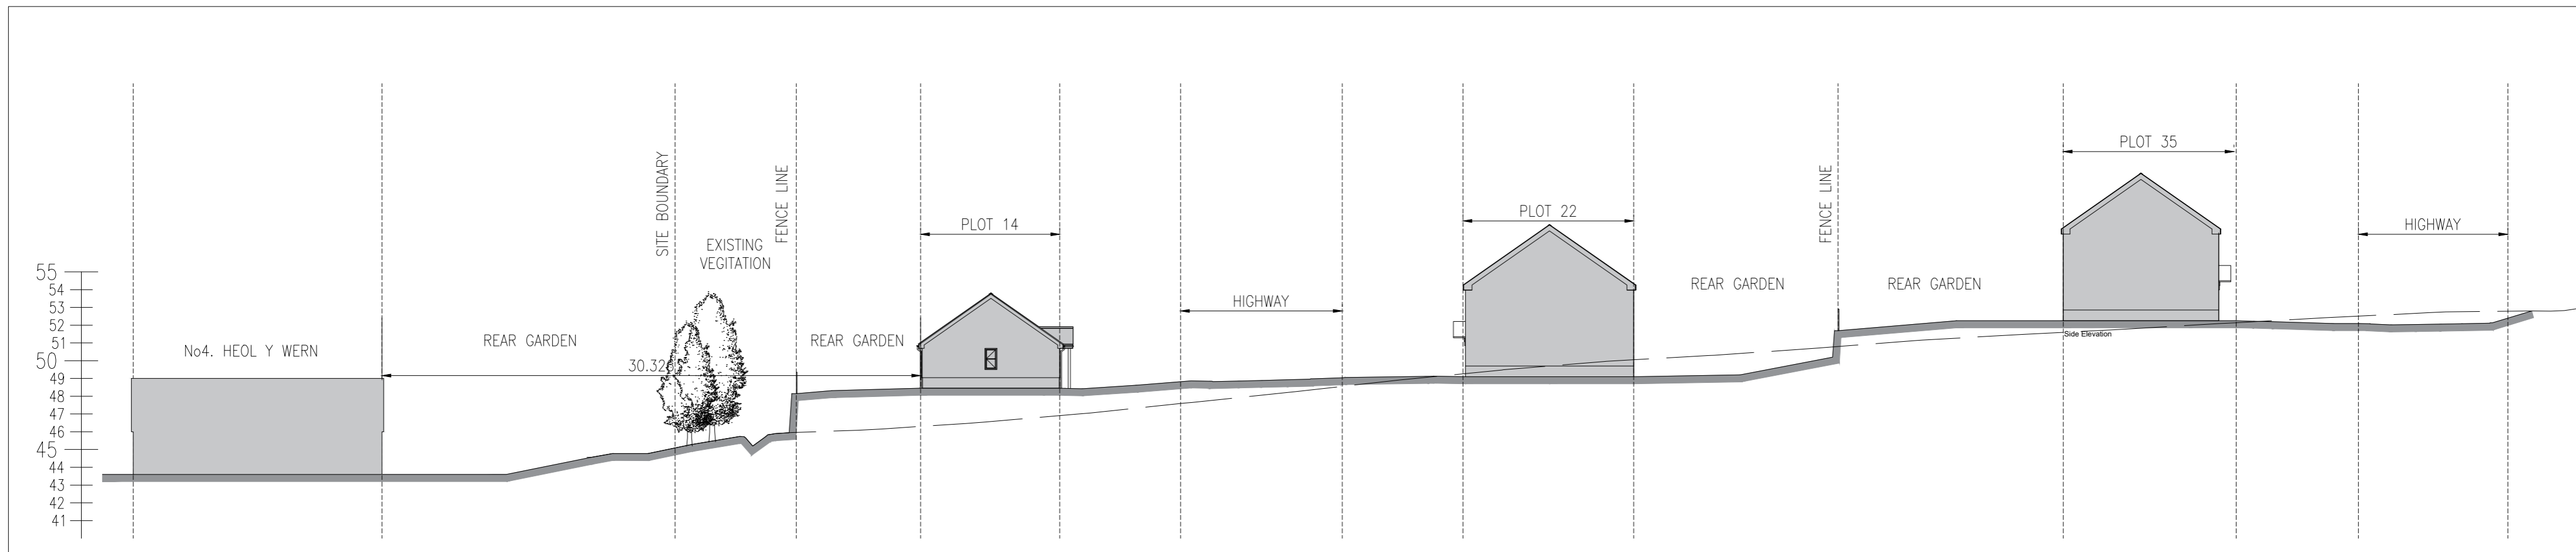 SITE BOUNDARY
FENCE LINE
FENCE LINE
PLOT 35
PLOT 22
PLOT 14
HIGHWAY
EXISTING
VEGITATION
REAR GARDEN
REAR GARDEN
HIGHWAY
REAR GARDEN
REAR GARDEN
No4. HEOL Y WERN
30.328
Side Elevation
55
54
53
52
51
50
49
48
47
46
45
44
43
42
41